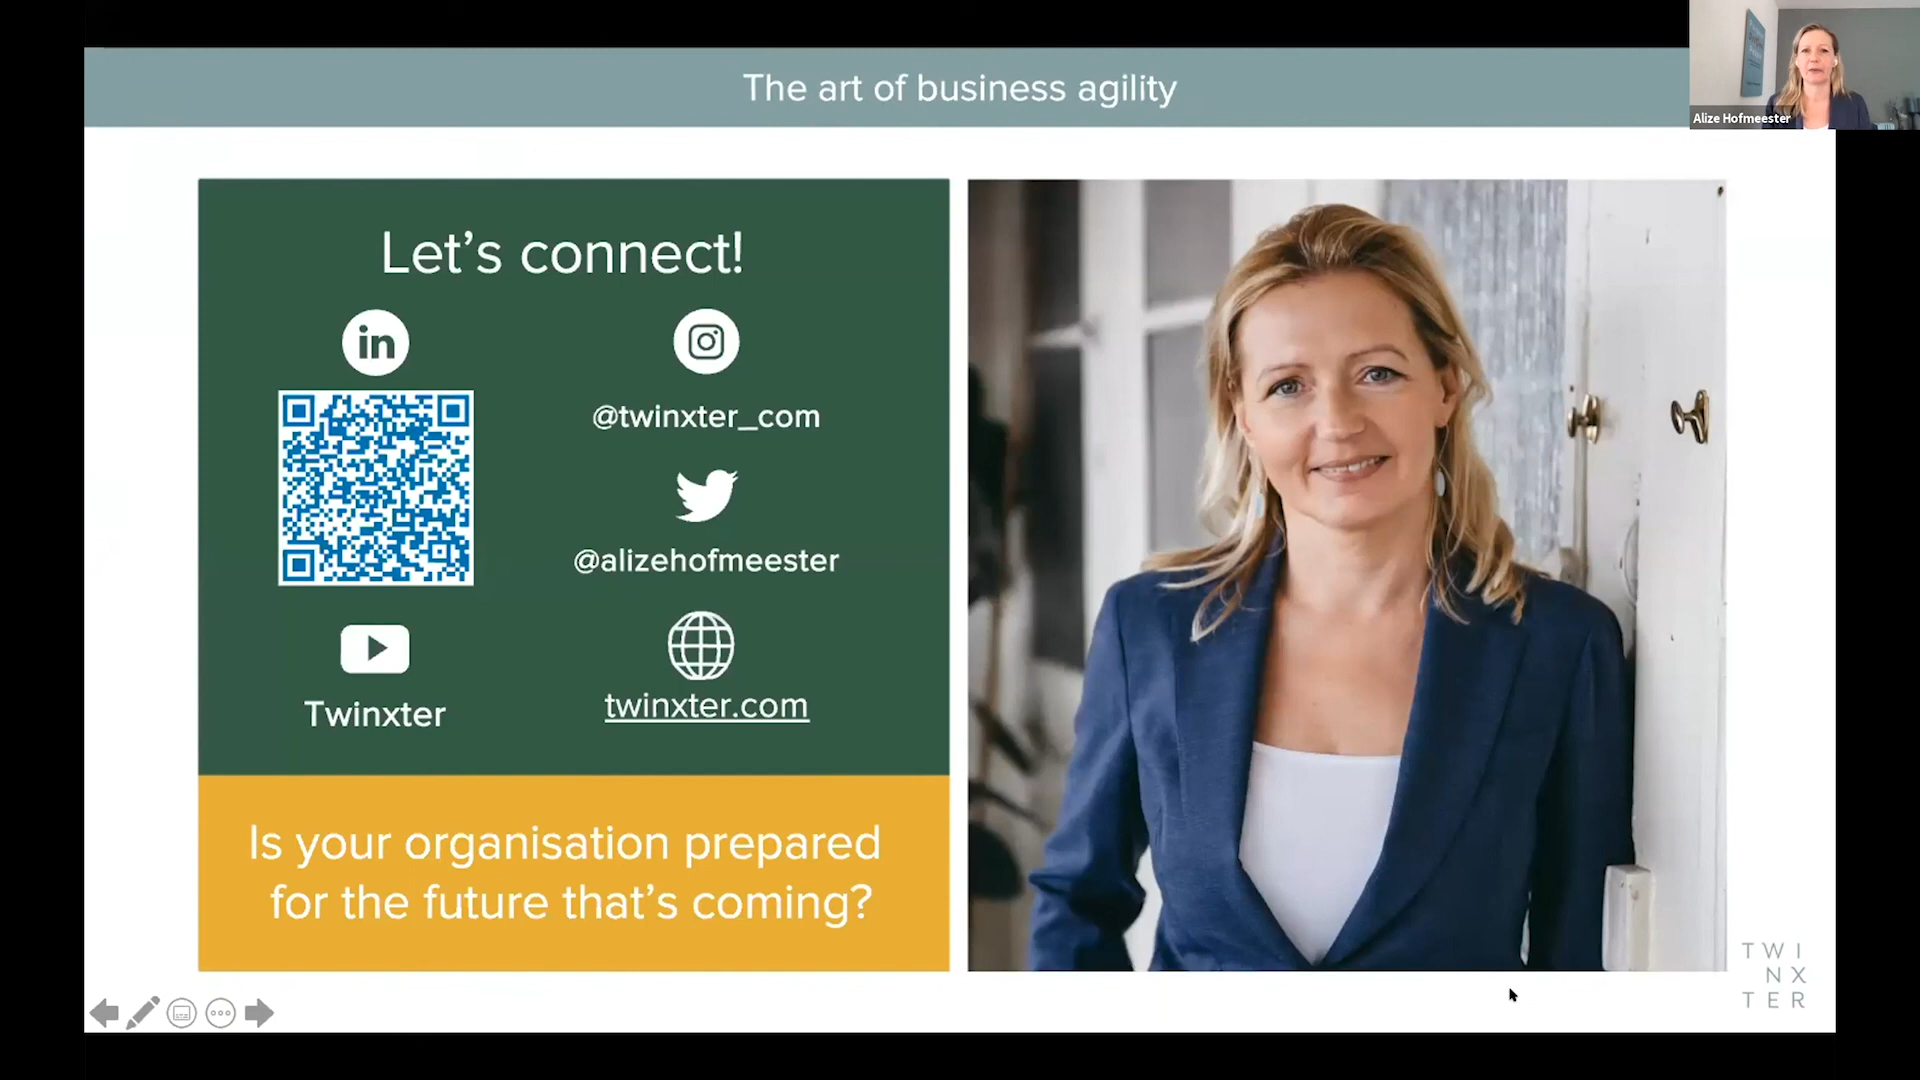 The art of business agility
Alize Hofmeester
Let's connect!
in
@twinxter_com
@alizehofmeester
Twinxter
twinxter.com
Is your organisation prepared
for the future that's coming?
TWI
NX
TER